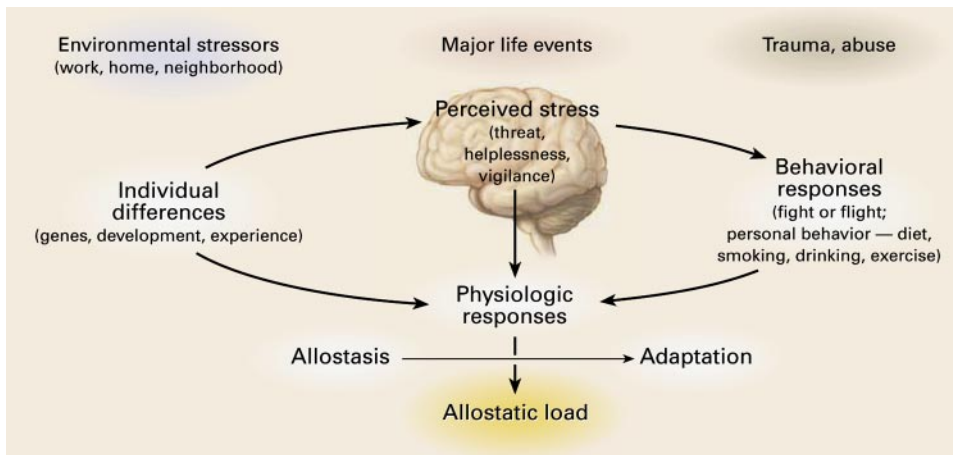 Environmental stressors
(work, home, neighborhood)
Major life events
Trauma, abuse
Perceived stress
(threat,
helplessness,
vigilance)
Individual
differences
(genes, development, experience)
Behavioral
responses
(fight or flight;
personal behavior — diet,
smoking, drinking, exercise)
Physiologic
responses
Allostasis
Adaptation
Allostatic load